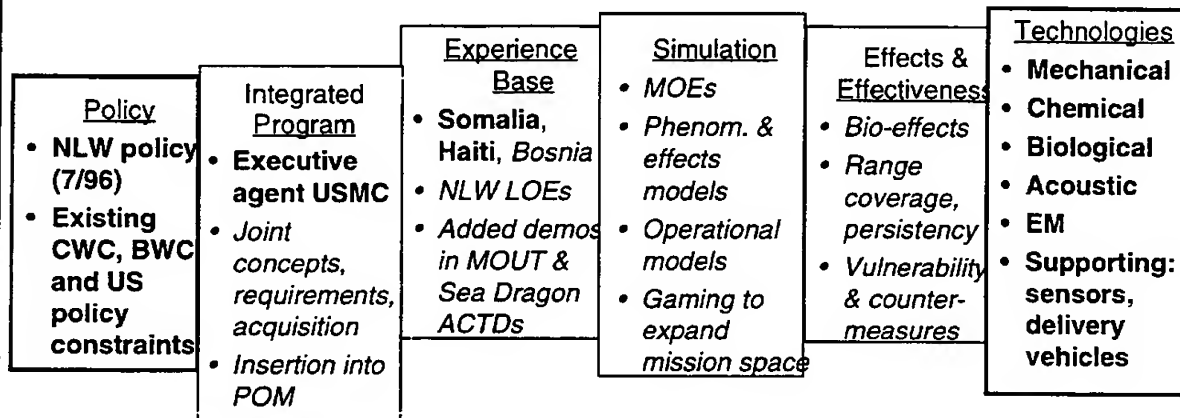 Policy
• NLW policy
(7/96)
• Existing
CWC, BWC
and US
policy
constraints
Integrated
Program
• Executive
agent USMC
• Joint
concepts,
requirements,
acquisition
• Insertion into
POM
Experience
Base
• Somalia,
Haiti, Bosnia
• NLW LOEs
• Added demos
in MOUT &
Sea Dragon
ACTDs
Simulation
• MOEs
• Phenom. &
effects
models
• Operational
models
• Gaming to
expand
mission space
Effects &
Effectiveness
• Bio-effects
• Range
coverage,
persistency
• Vulnerability
& counter-
measures
Technologies
• Mechanical
• Chemical
• Biological
• Acoustic
• EM
• Supporting:
sensors,
delivery
vehicles